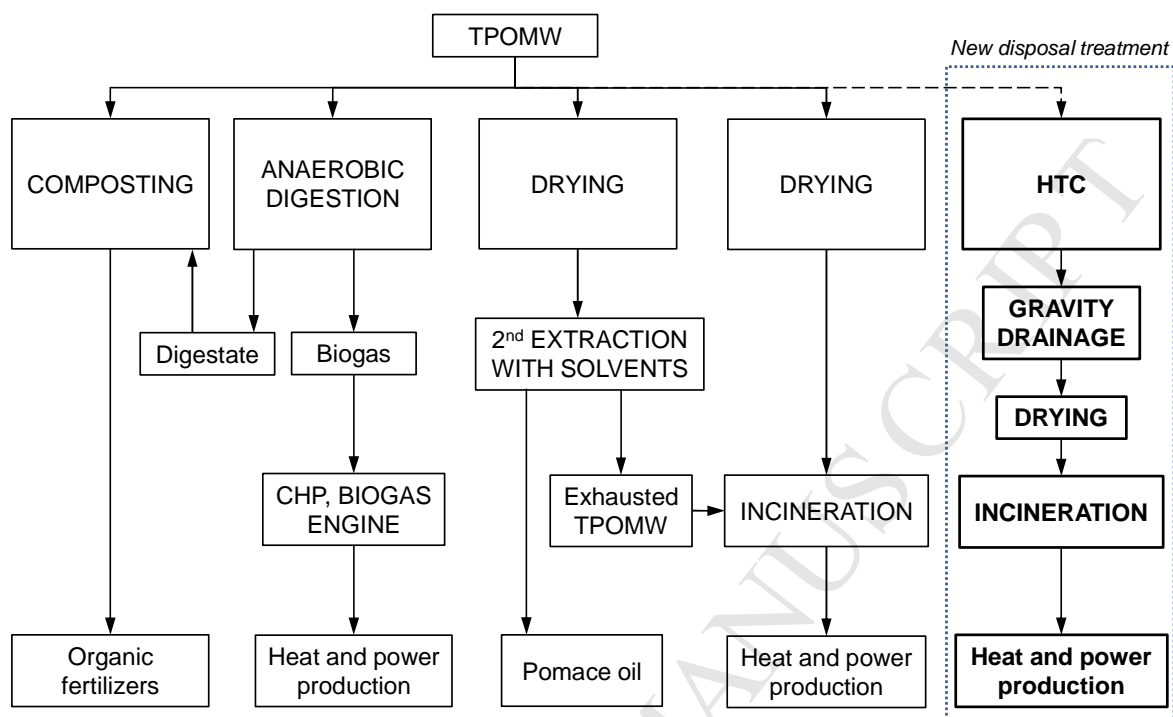 TPOMW
New disposal treatment
COMPOSTING
ANAEROBIC
DIGESTION
DRYING
DRYING
HTC
GRAVITY
DRAINAGE
Digestate
Biogas
2nd EXTRACTION
WITH SOLVENTS
DRYING
CHP, BIOGAS
ENGINE
Exhausted
TPOMW
INCINERATION
INCINERATION
Organic
fertilizers
Heat and power
production
Pomace oil
Heat and power
production
Heat and power
production
MANUSCRIPT